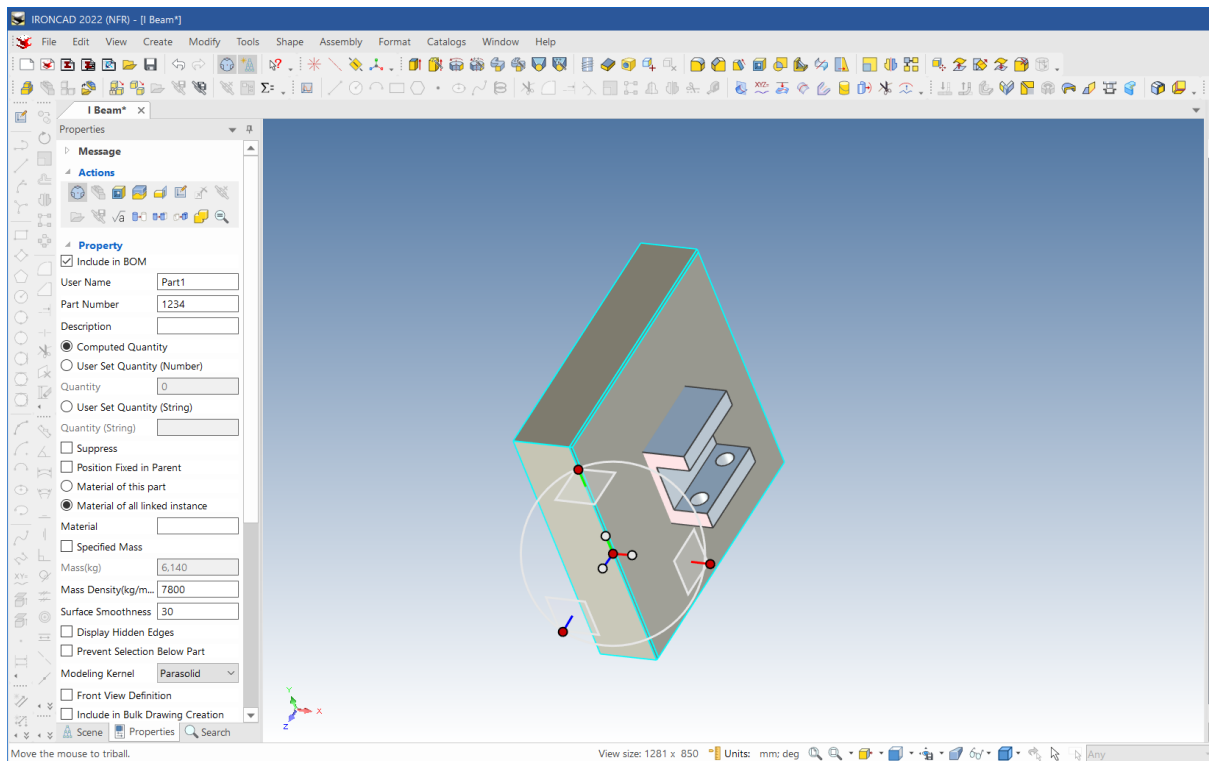 IRONCAD 2022 (NFR) - [I Beam*]
File Edit View Create Modify Tools Shape Assembly Format Catalogs Window Help
I Beam* ×
Properties
Message
Actions
Property
Include in BOM
User Name Part1
Part Number 1234
Description
Computed Quantity
User Set Quantity (Number)
Quantity 0
User Set Quantity (String)
Quantity (String)
Suppress
Position Fixed in Parent
Material of this part
Material of all linked instance
Material
Specified Mass
Mass(kg) 6,140
Mass Density(kg/m... 7800
Surface Smoothness 30
Display Hidden Edges
Prevent Selection Below Part
Modeling Kernel Parasolid
Front View Definition
Include in Bulk Drawing Creation
Scene Properties Search
Y
X
Z
Move the mouse to triball.
View size: 1281 x 850 Units: mm; deg Any